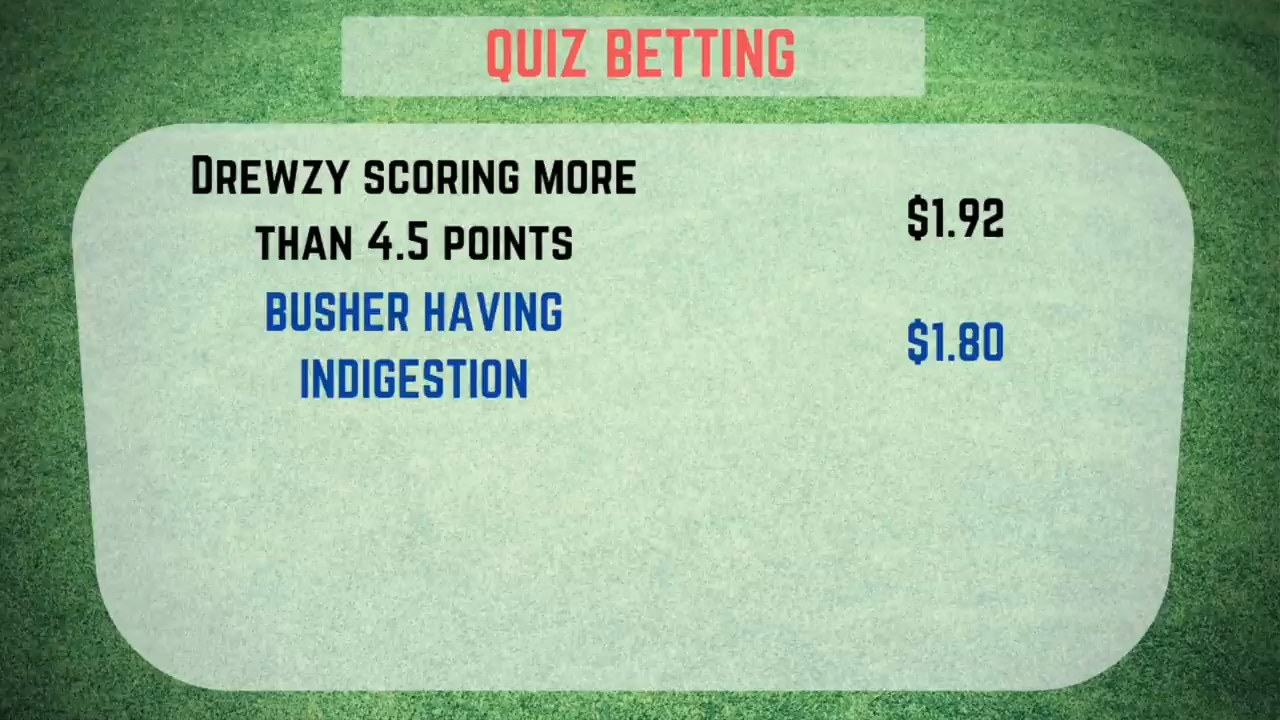 QUIZ BETTING
DREWZY SCORING MORE
THAN 4.5 POINTS
$1.92
BUSHER HAVING
INDIGESTION
$1.80